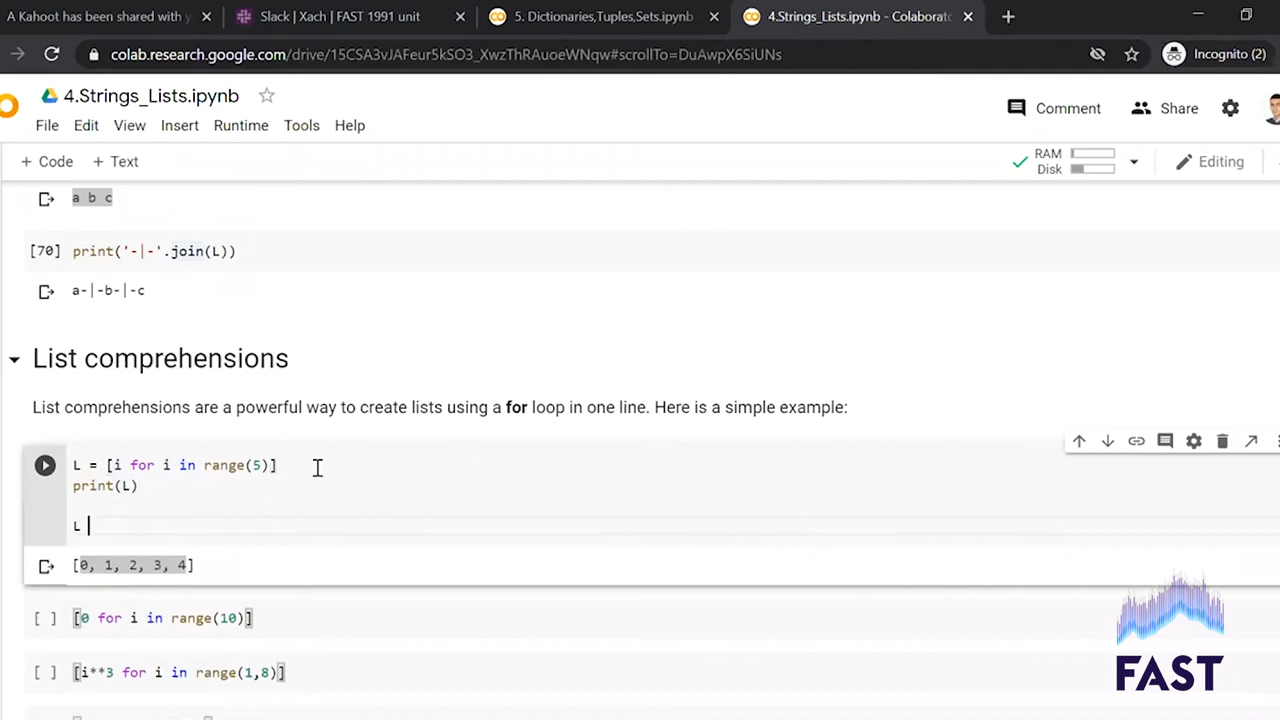 A Kahoot has been shared with y
Slack | Xach | FAST 1991 unit
5. Dictionaries,Tuples,Sets.ipynb
4.Strings_Lists.ipynb - Colaborato
colab.research.google.com/drive/15CSA3vJAFeur5kSO3_XwzThRAuoeWNqw#scrollTo=DuAwpX6SiUNs
Incognito (2)
4.Strings_Lists.ipynb
Comment
Share
File Edit View Insert Runtime Tools Help
+ Code + Text
RAM
Disk
Editing
a b c
[70] print('-|-'.join(L))
a-|-b-|-c
List comprehensions
List comprehensions are a powerful way to create lists using a for loop in one line. Here is a simple example:
L = [i for i in range(5)]
print(L)
L
[0, 1, 2, 3, 4]
[ ] [0 for i in range(10)]
[ ] [i**3 for i in range(1,8)]
FAST